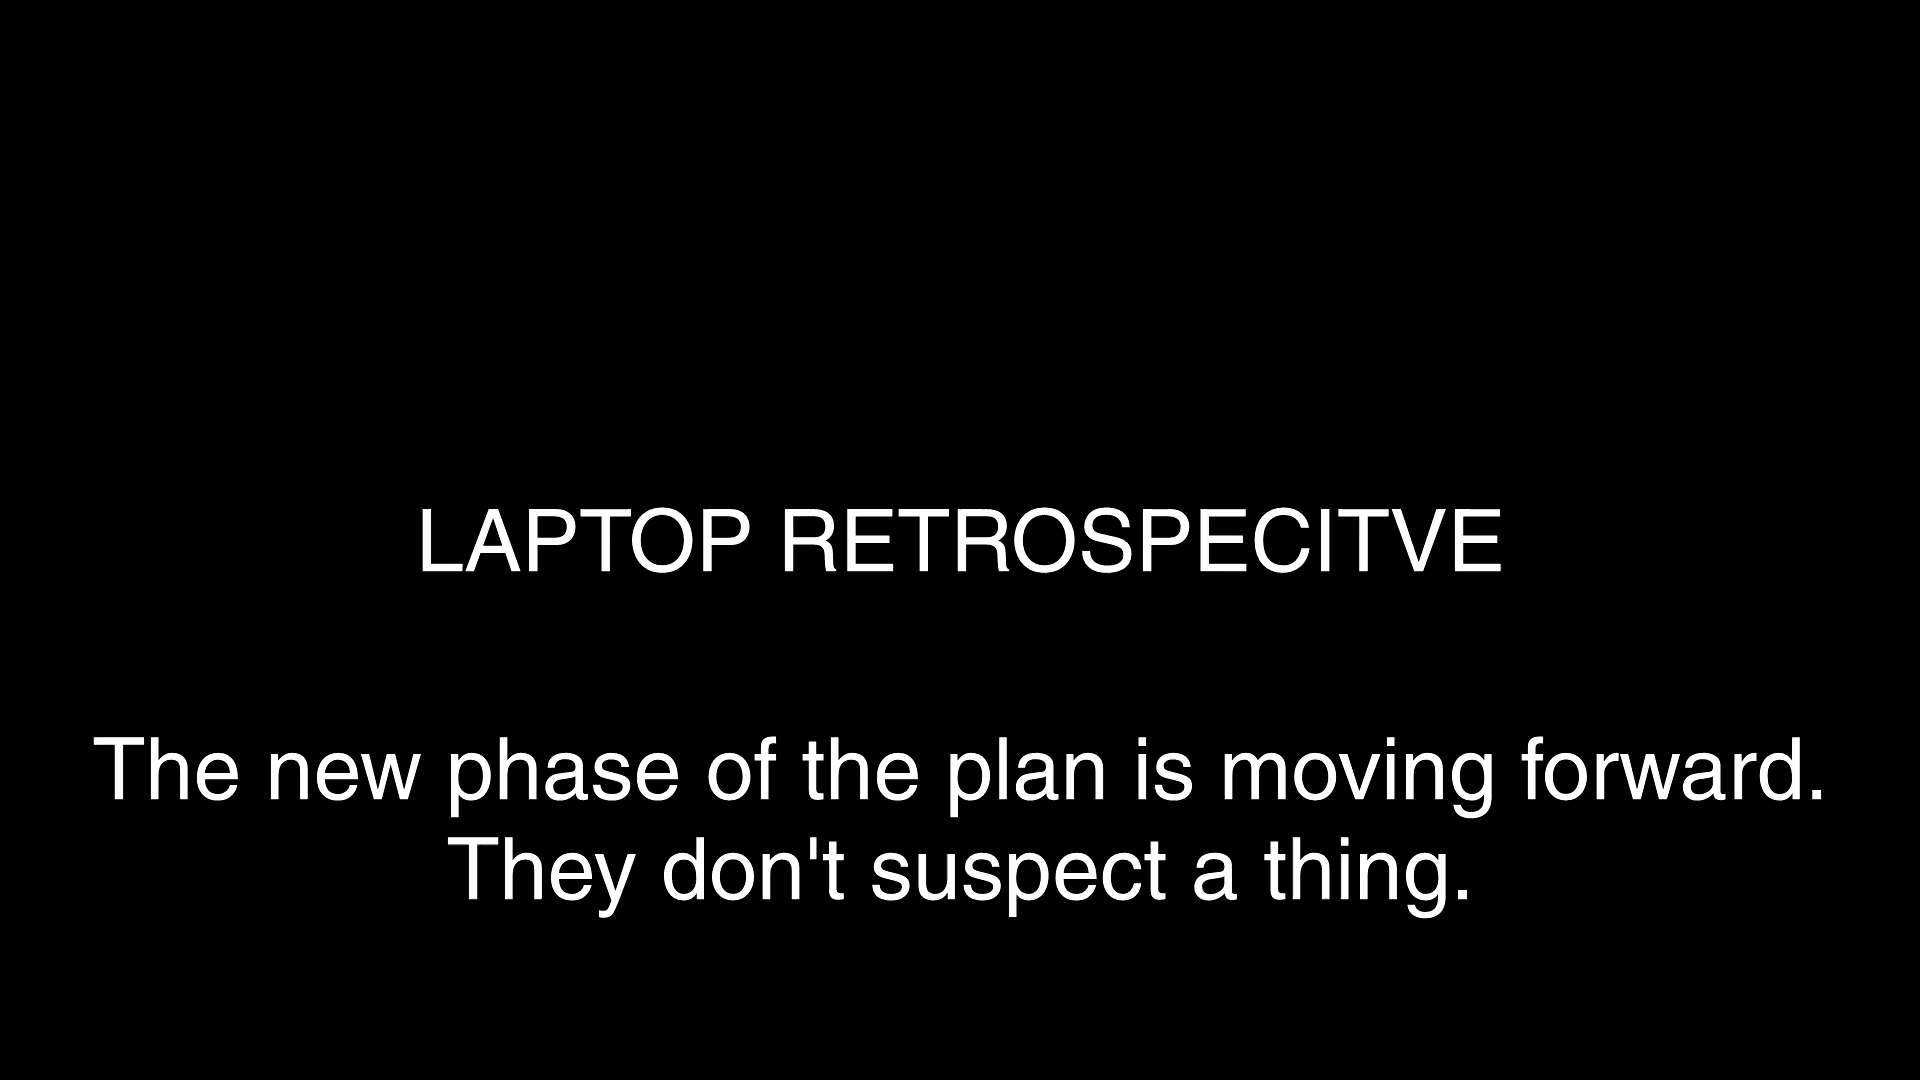 LAPTOP RETROSPECITVE
The new phase of the plan is moving forward.
They don't suspect a thing.